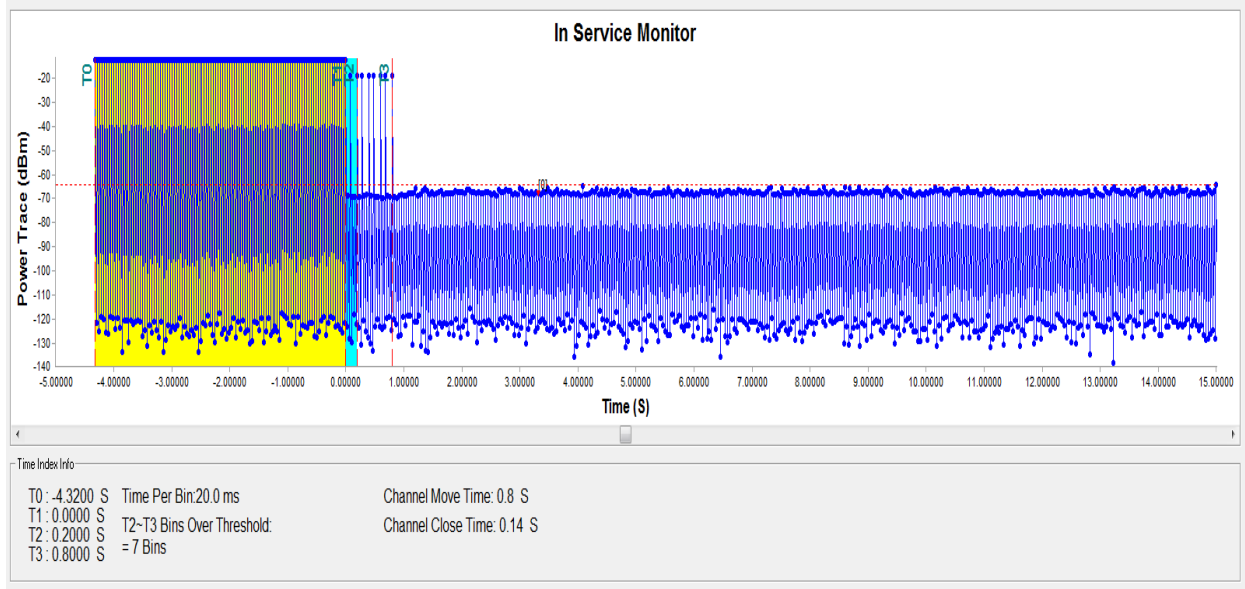 In Service Monitor
T0
T1
T2
T3
Power Trace (dBm)
-20
-30
-40
-50
-60
-70
-80
-90
-100
-110
-120
-130
-140
[0]
-5.00000 -4.00000 -3.00000 -2.00000 -1.00000 0.00000 1.00000 2.00000 3.00000 4.00000 5.00000 6.00000 7.00000 8.00000 9.00000 10.00000 11.00000 12.00000 13.00000 14.00000 15.00000
Time (S)
Time Index Info
T0 : -4.3200 S
T1 : 0.0000 S
T2 : 0.2000 S
T3 : 0.8000 S
Time Per Bin:20.0 ms
T2~T3 Bins Over Threshold:
= 7 Bins
Channel Move Time: 0.8 S
Channel Close Time: 0.14 S